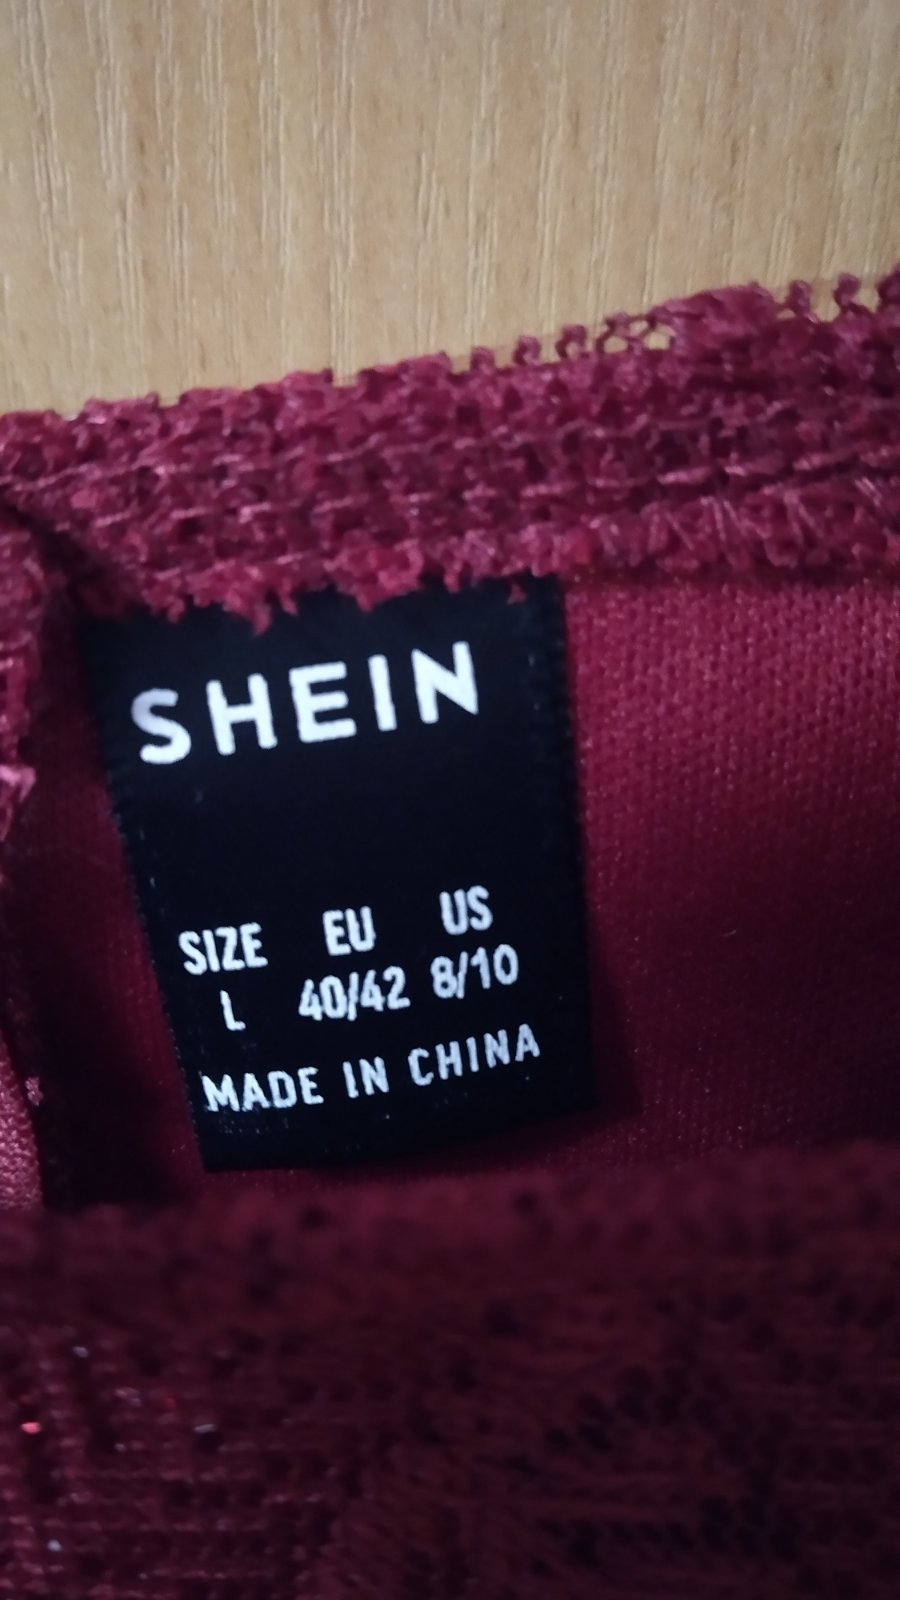 SHEIN
SIZE EU US
L 40/42 8/10
MADE IN CHINA